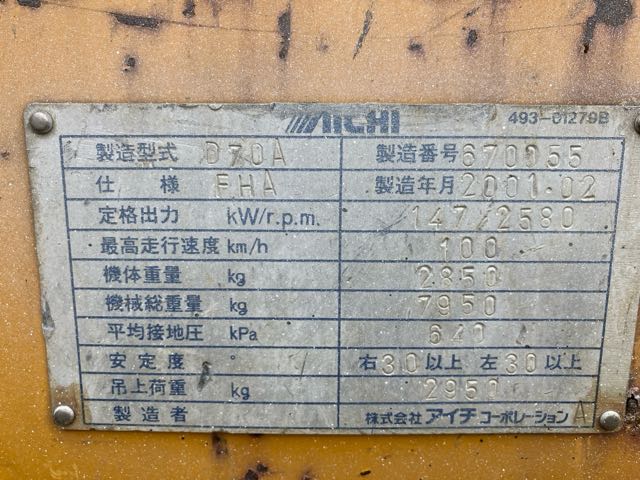 AICHI 493-01279B
製造型式 D70A 製造番号 670055
仕様 FHA 製造年月 2001.02
定格出力 kW/r.p.m. 147/2580
最高走行速度 km/h 100
機体重量 kg 2850
機械総重量 kg 7950
平均接地圧 kPa 640
安定度 ° 右30以上 左30以上
吊上荷重 kg 2950
製造者 株式会社 アイチ コーポレーション A